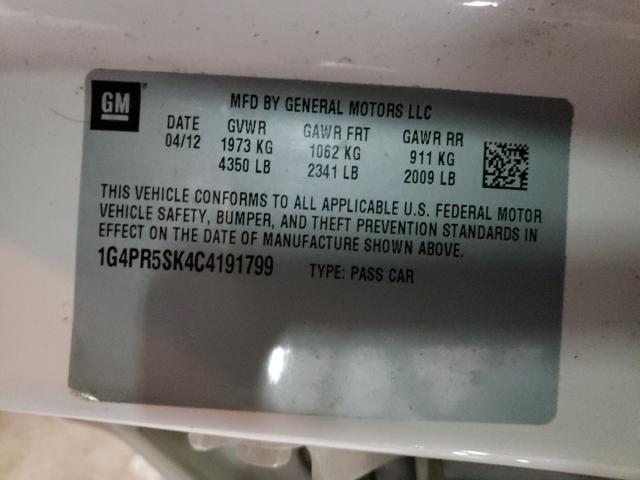 GM
MFD BY GENERAL MOTORS LLC
DATE GVWR GAWR FRT GAWR RR
04/12 1973 KG 1062 KG 911 KG
4350 LB 2341 LB 2009 LB
THIS VEHICLE CONFORMS TO ALL APPLICABLE U.S. FEDERAL MOTOR
VEHICLE SAFETY, BUMPER, AND THEFT PREVENTION STANDARDS IN
EFFECT ON THE DATE OF MANUFACTURE SHOWN ABOVE.
1G4PR5SK4C4191799 TYPE: PASS CAR